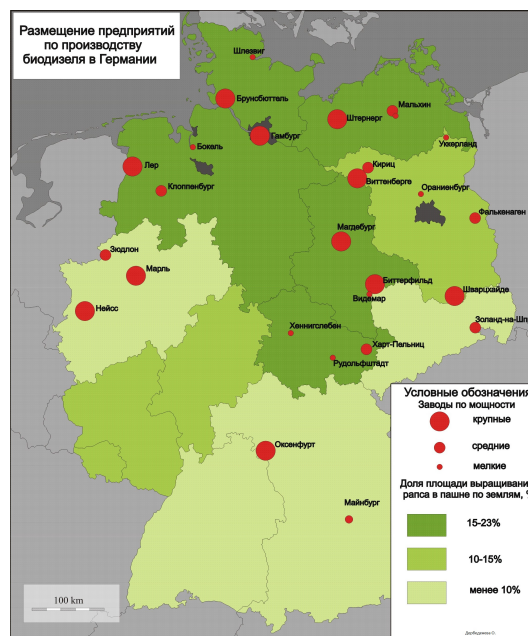 Размещение предприятий
по производству
биодизеля в Германии
Шлезвиг
Брунсбюттель
Мальхин
Штернерг
Гамбург
Уккерланд
Бокель
Лер
Кириц
Виттенберге
Клоппенбург
Ораниенбург
Фалькенаген
Магдебург
Зюдлон
Марль
Биттерфильд
Видемар
Шварцхайде
Нейсс
Золанд-на-Шп
Хеннигслебен
Харт-Пельниц
Рудольфштадт
Оксенфурт
Майнбург
Условные обозначения
Заводы по мощности
крупные
средние
мелкие
Доля площади выращивани
рапса в пашне по землям, %
15-23%
10-15%
менее 10%
100 km